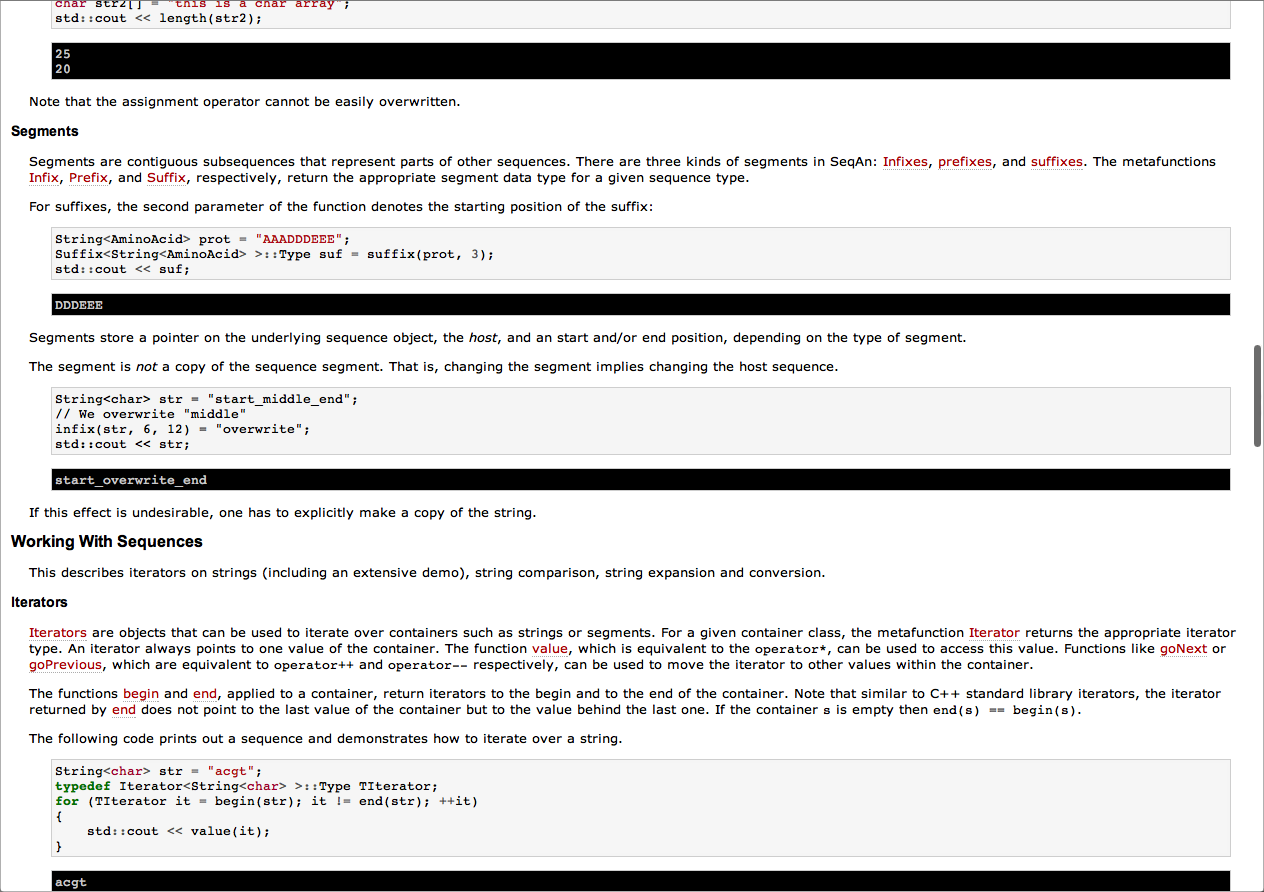 char str2[] = "this is a char array";
std::cout << length(str2);
25
20
Note that the assignment operator cannot be easily overwritten.
Segments
Segments are contiguous subsequences that represent parts of other sequences. There are three kinds of segments in SeqAn: Infixes, prefixes, and suffixes. The metafunctions
Infix, Prefix, and Suffix, respectively, return the appropriate segment data type for a given sequence type.
For suffixes, the second parameter of the function denotes the starting position of the suffix:
String<AminoAcid> prot = "AAADDDEEE";
Suffix<String<AminoAcid> >::Type suf = suffix(prot, 3);
std::cout << suf;
DDDEEE
Segments store a pointer on the underlying sequence object, the host, and an start and/or end position, depending on the type of segment.
The segment is not a copy of the sequence segment. That is, changing the segment implies changing the host sequence.
String<char> str = "start_middle_end";
// We overwrite "middle"
infix(str, 6, 12) = "overwrite";
std::cout << str;
start_overwrite_end
If this effect is undesirable, one has to explicitly make a copy of the string.
Working With Sequences
This describes iterators on strings (including an extensive demo), string comparison, string expansion and conversion.
Iterators
Iterators are objects that can be used to iterate over containers such as strings or segments. For a given container class, the metafunction Iterator returns the appropriate iterator
type. An iterator always points to one value of the container. The function value, which is equivalent to the operator*, can be used to access this value. Functions like goNext or
goPrevious, which are equivalent to operator++ and operator-- respectively, can be used to move the iterator to other values within the container.
The functions begin and end, applied to a container, return iterators to the begin and to the end of the container. Note that similar to C++ standard library iterators, the iterator
returned by end does not point to the last value of the container but to the value behind the last one. If the container s is empty then end(s) == begin(s).
The following code prints out a sequence and demonstrates how to iterate over a string.
String<char> str = "acgt";
typedef Iterator<String<char> >::Type TIterator;
for (TIterator it = begin(str); it != end(str); ++it)
{
    std::cout << value(it);
}
acgt